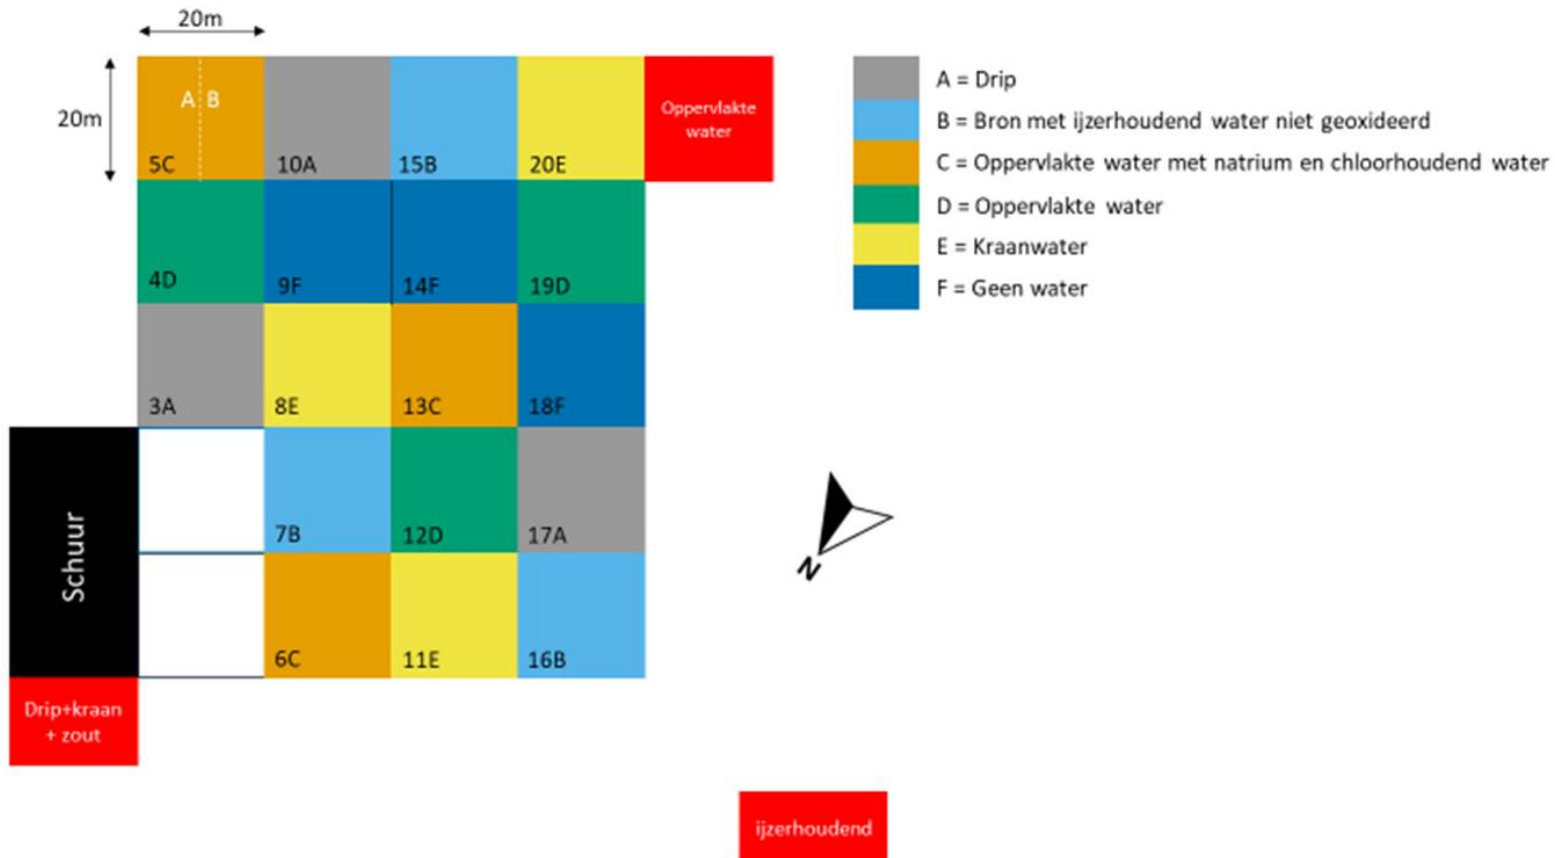 20m
20m
A B
5C
10A
15B
20E
Oppervlakte
water
4D
9F
14F
19D
3A
8E
13C
18F
7B
12D
17A
6C
11E
16B
Schuur
Drip+kraan
+ zout
ijzerhoudend
N
A = Drip
B = Bron met ijzerhoudend water niet geoxideerd
C = Oppervlakte water met natrium en chloorhoudend water
D = Oppervlakte water
E = Kraanwater
F = Geen water